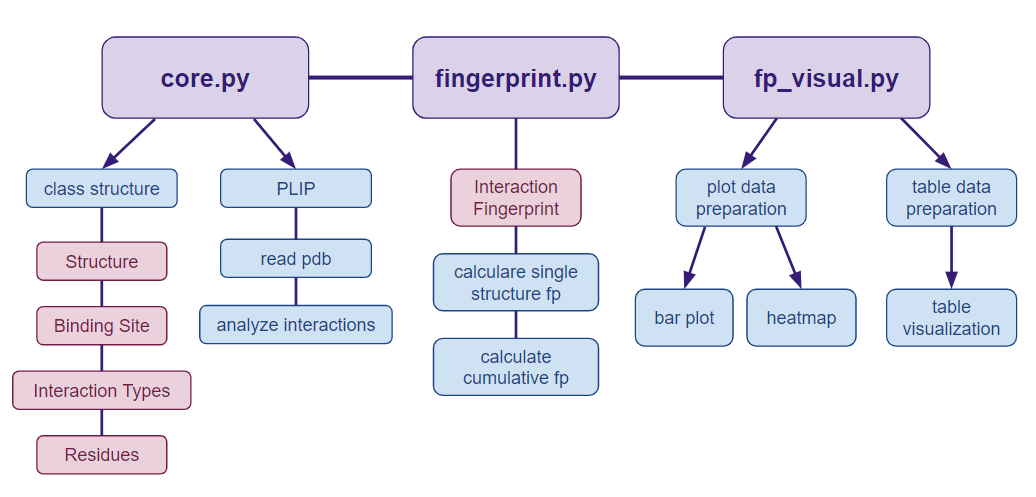 core.py
fingerprint.py
fp_visual.py
class structure
Structure
Binding Site
Interaction Types
Residues
PLIP
read pdb
analyze interactions
Interaction
Fingerprint
calculare single
structure fp
calculate
cumulative fp
plot data
preparation
bar plot
heatmap
table data
preparation
table
visualization